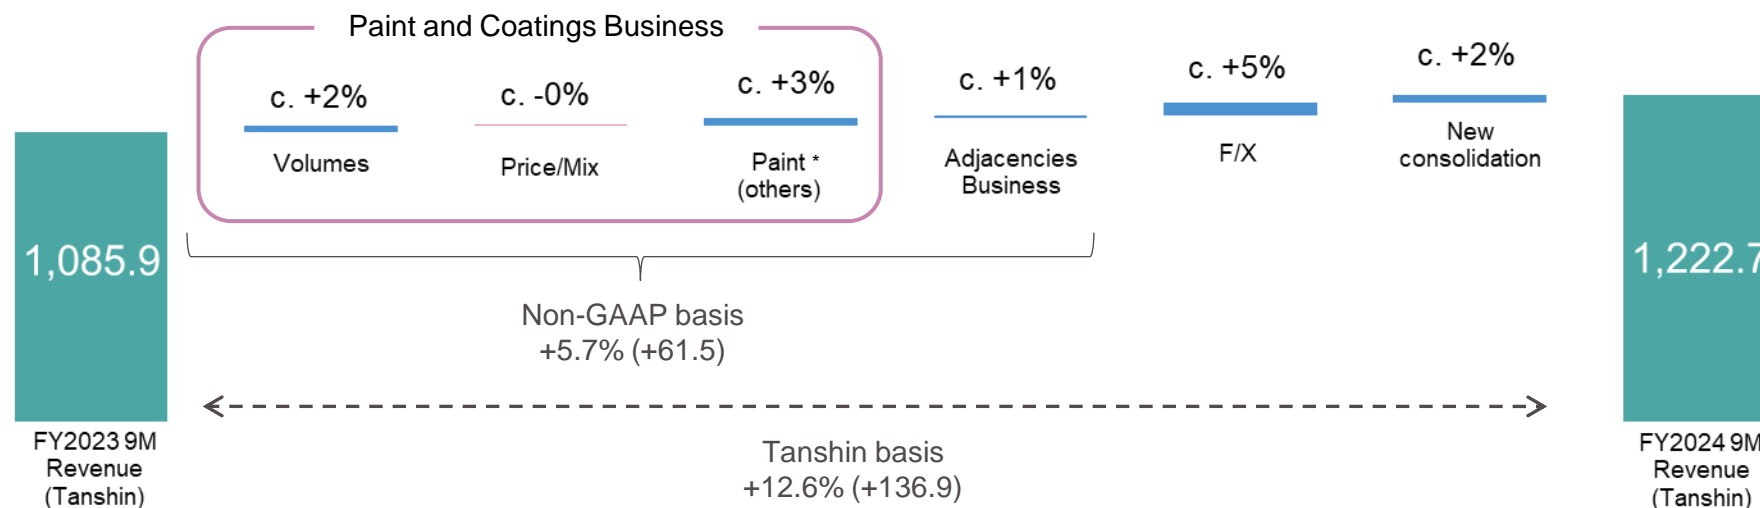 Paint and Coatings Business
c. +2%
Volumes
c. -0%
Price/Mix
c. +3%
Paint *
(others)
c. +1%
Adjacencies
Business
c. +5%
F/X
c. +2%
New
consolidation
1,085.9
FY2023 9M
Revenue
(Tanshin)
1,222.7
FY2024 9M
Revenue
(Tanshin)
Non-GAAP basis
+5.7% (+61.5)
Tanshin basis
+12.6% (+136.9)